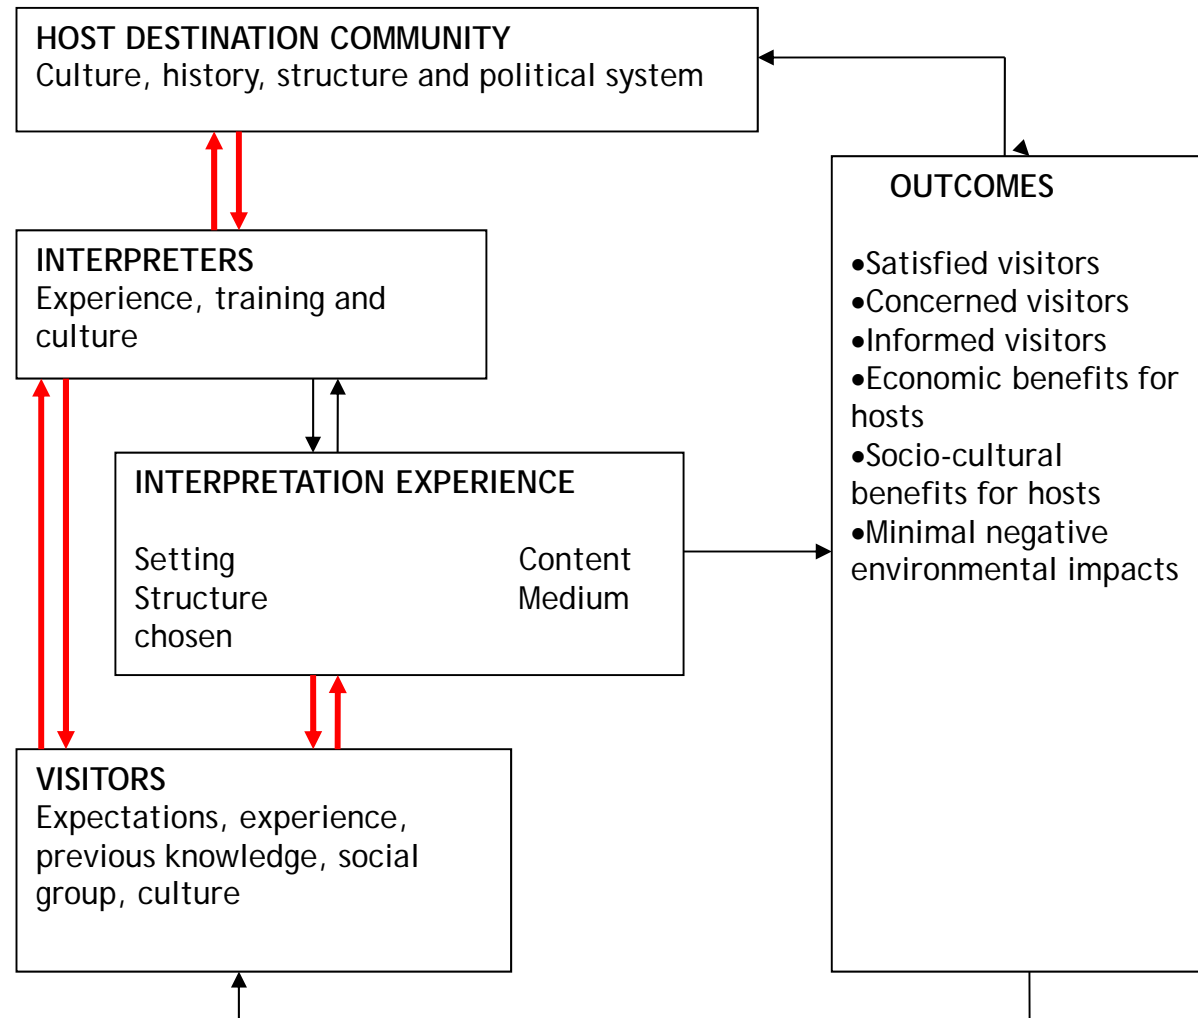 HOST DESTINATION COMMUNITY
Culture, history, structure and political system
INTERPRETERS
Experience, training and
culture
INTERPRETATION EXPERIENCE
Setting Content
Structure Medium
chosen
VISITORS
Expectations, experience,
previous knowledge, social
group, culture
OUTCOMES
•Satisfied visitors
•Concerned visitors
•Informed visitors
•Economic benefits for
hosts
•Socio-cultural
benefits for hosts
•Minimal negative
environmental impacts